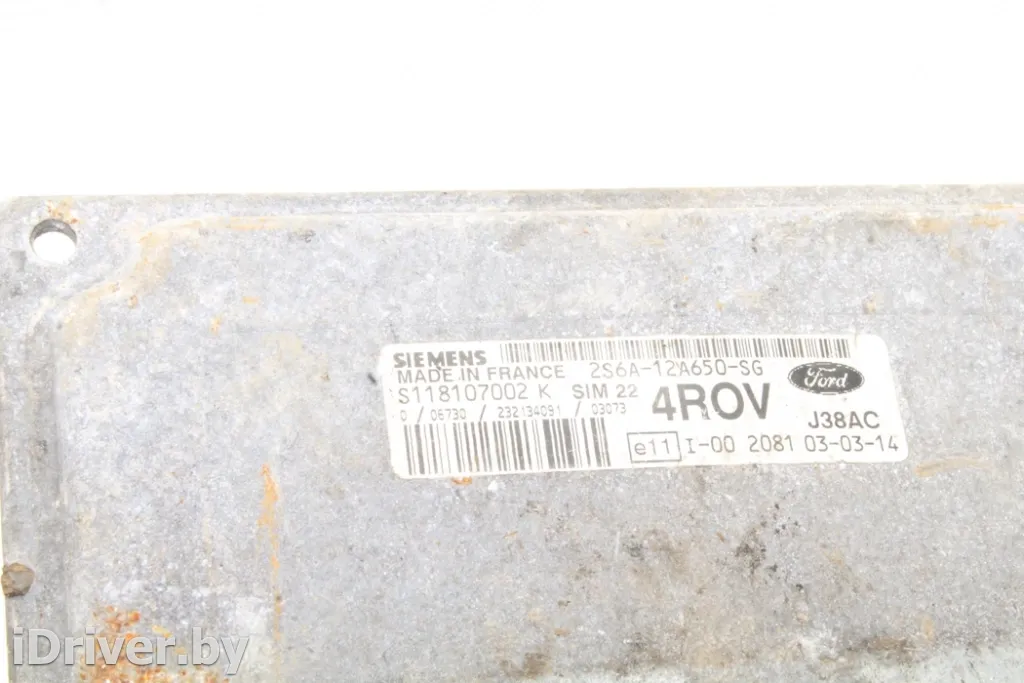 SIEMENS
MADE IN FRANCE 2S6A-12A650-SG
S118107002 K SIM 22 4ROV
Ford
0 / 06730 / 232134091 / 03073
J38AC
e11 I-00 2081 03-03-14
iDriver.by